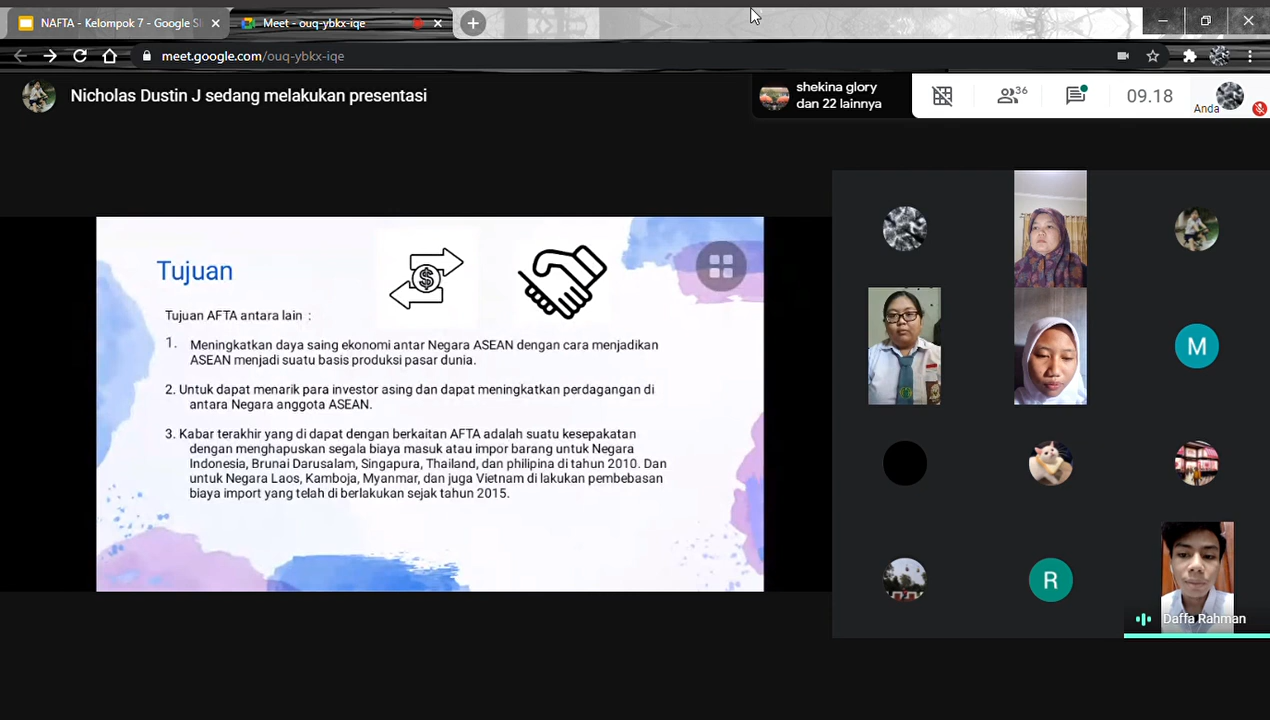 NAFTA - Kelompok 7 - Google Sl
Meet - ouq-ybkx-iqe
meet.google.com/ouq-ybkx-iqe
Nicholas Dustin J sedang melakukan presentasi
shekina glory
dan 22 lainnya
36
09.18
Anda
Tujuan
Tujuan AFTA antara lain :
1. Meningkatkan daya saing ekonomi antar Negara ASEAN dengan cara menjadikan
ASEAN menjadi suatu basis produksi pasar dunia.
2. Untuk dapat menarik para investor asing dan dapat meningkatkan perdagangan di
antara Negara anggota ASEAN.
3. Kabar terakhir yang di dapat dengan berkaitan AFTA adalah suatu kesepakatan
dengan menghapuskan segala biaya masuk atau impor barang untuk Negara
Indonesia, Brunai Darusalam, Singapura, Thailand, dan philipina di tahun 2010. Dan
untuk Negara Laos, Kamboja, Myanmar, dan juga Vietnam di lakukan pembebasan
biaya import yang telah di berlakukan sejak tahun 2015.
M
R
Daffa Rahman